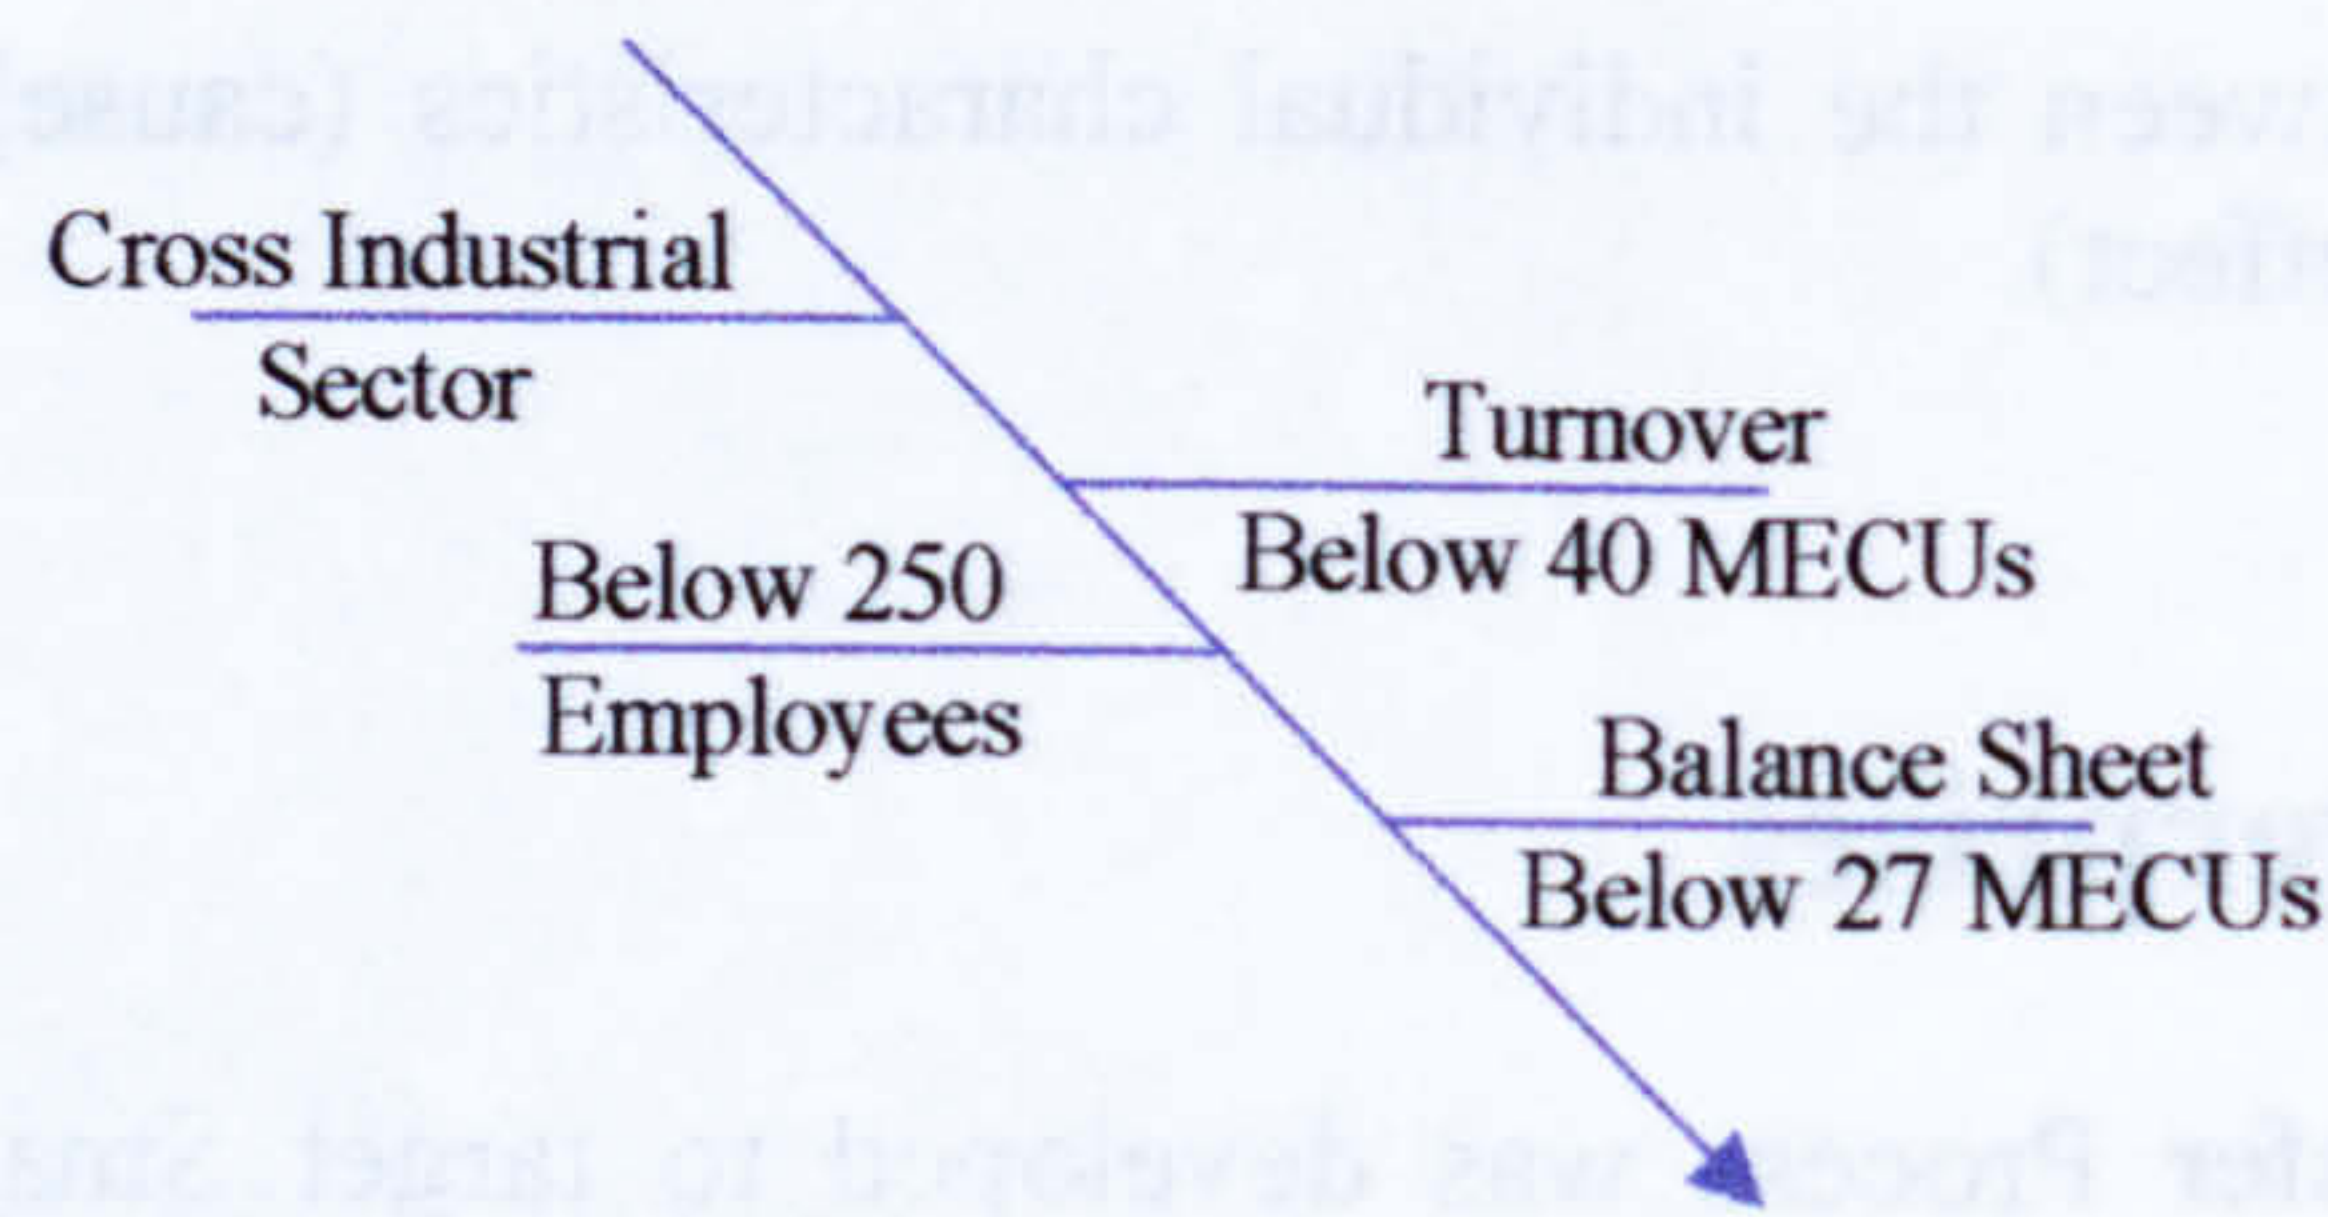 Cross Industrial
Sector
Turnover
Below 40 MECUs
Below 250
Employees
Balance Sheet
Below 27 MECUs